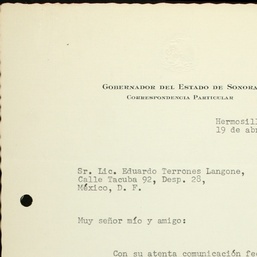 GOBERNADOR DEL ESTADO DE SONORA
CORRESPONDENCIA PARTICULAR
Hermosill
19 de abr
Sr. Lic. Eduardo Terrones Langone,
Calle Tacuba 92, Desp. 28,
México, D. F.
Muy señor mío y amigo:
Con su atenta comunicación fec